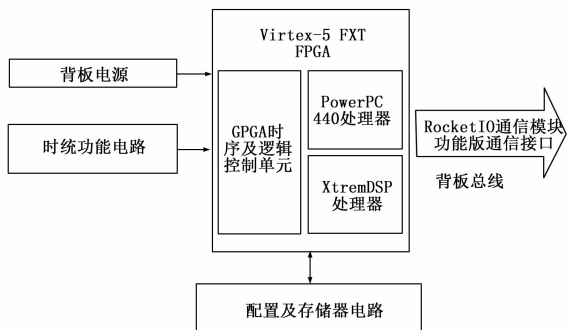 Virtex-5 FXT
FPGA
背板电源
时统功能电路
GPGA时
序及逻辑
控制单元
PowerPC
440处理器
XtremDSP
处理器
RocketIO通信模块
功能版通信接口
背板总线
配置及存储器电路